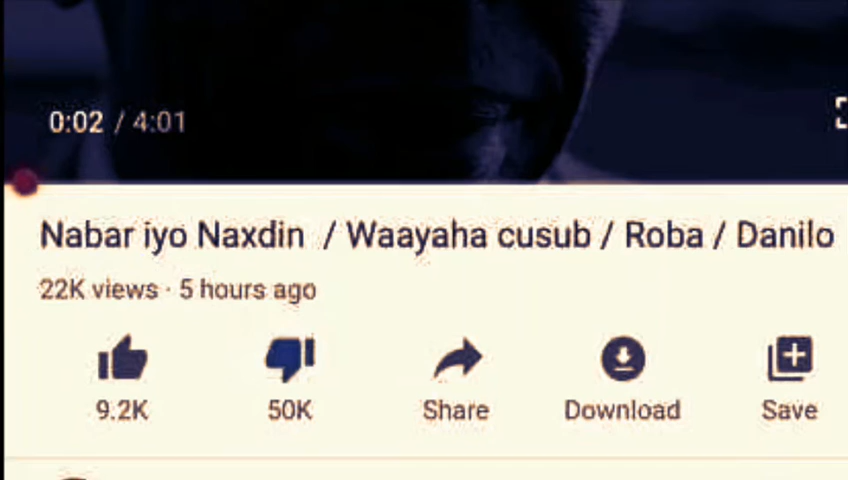 0:02 / 4:01
Nabar iyo Naxdin / Waayaha cusub / Roba / Danilo
22K views · 5 hours ago
9.2K 50K Share Download Save